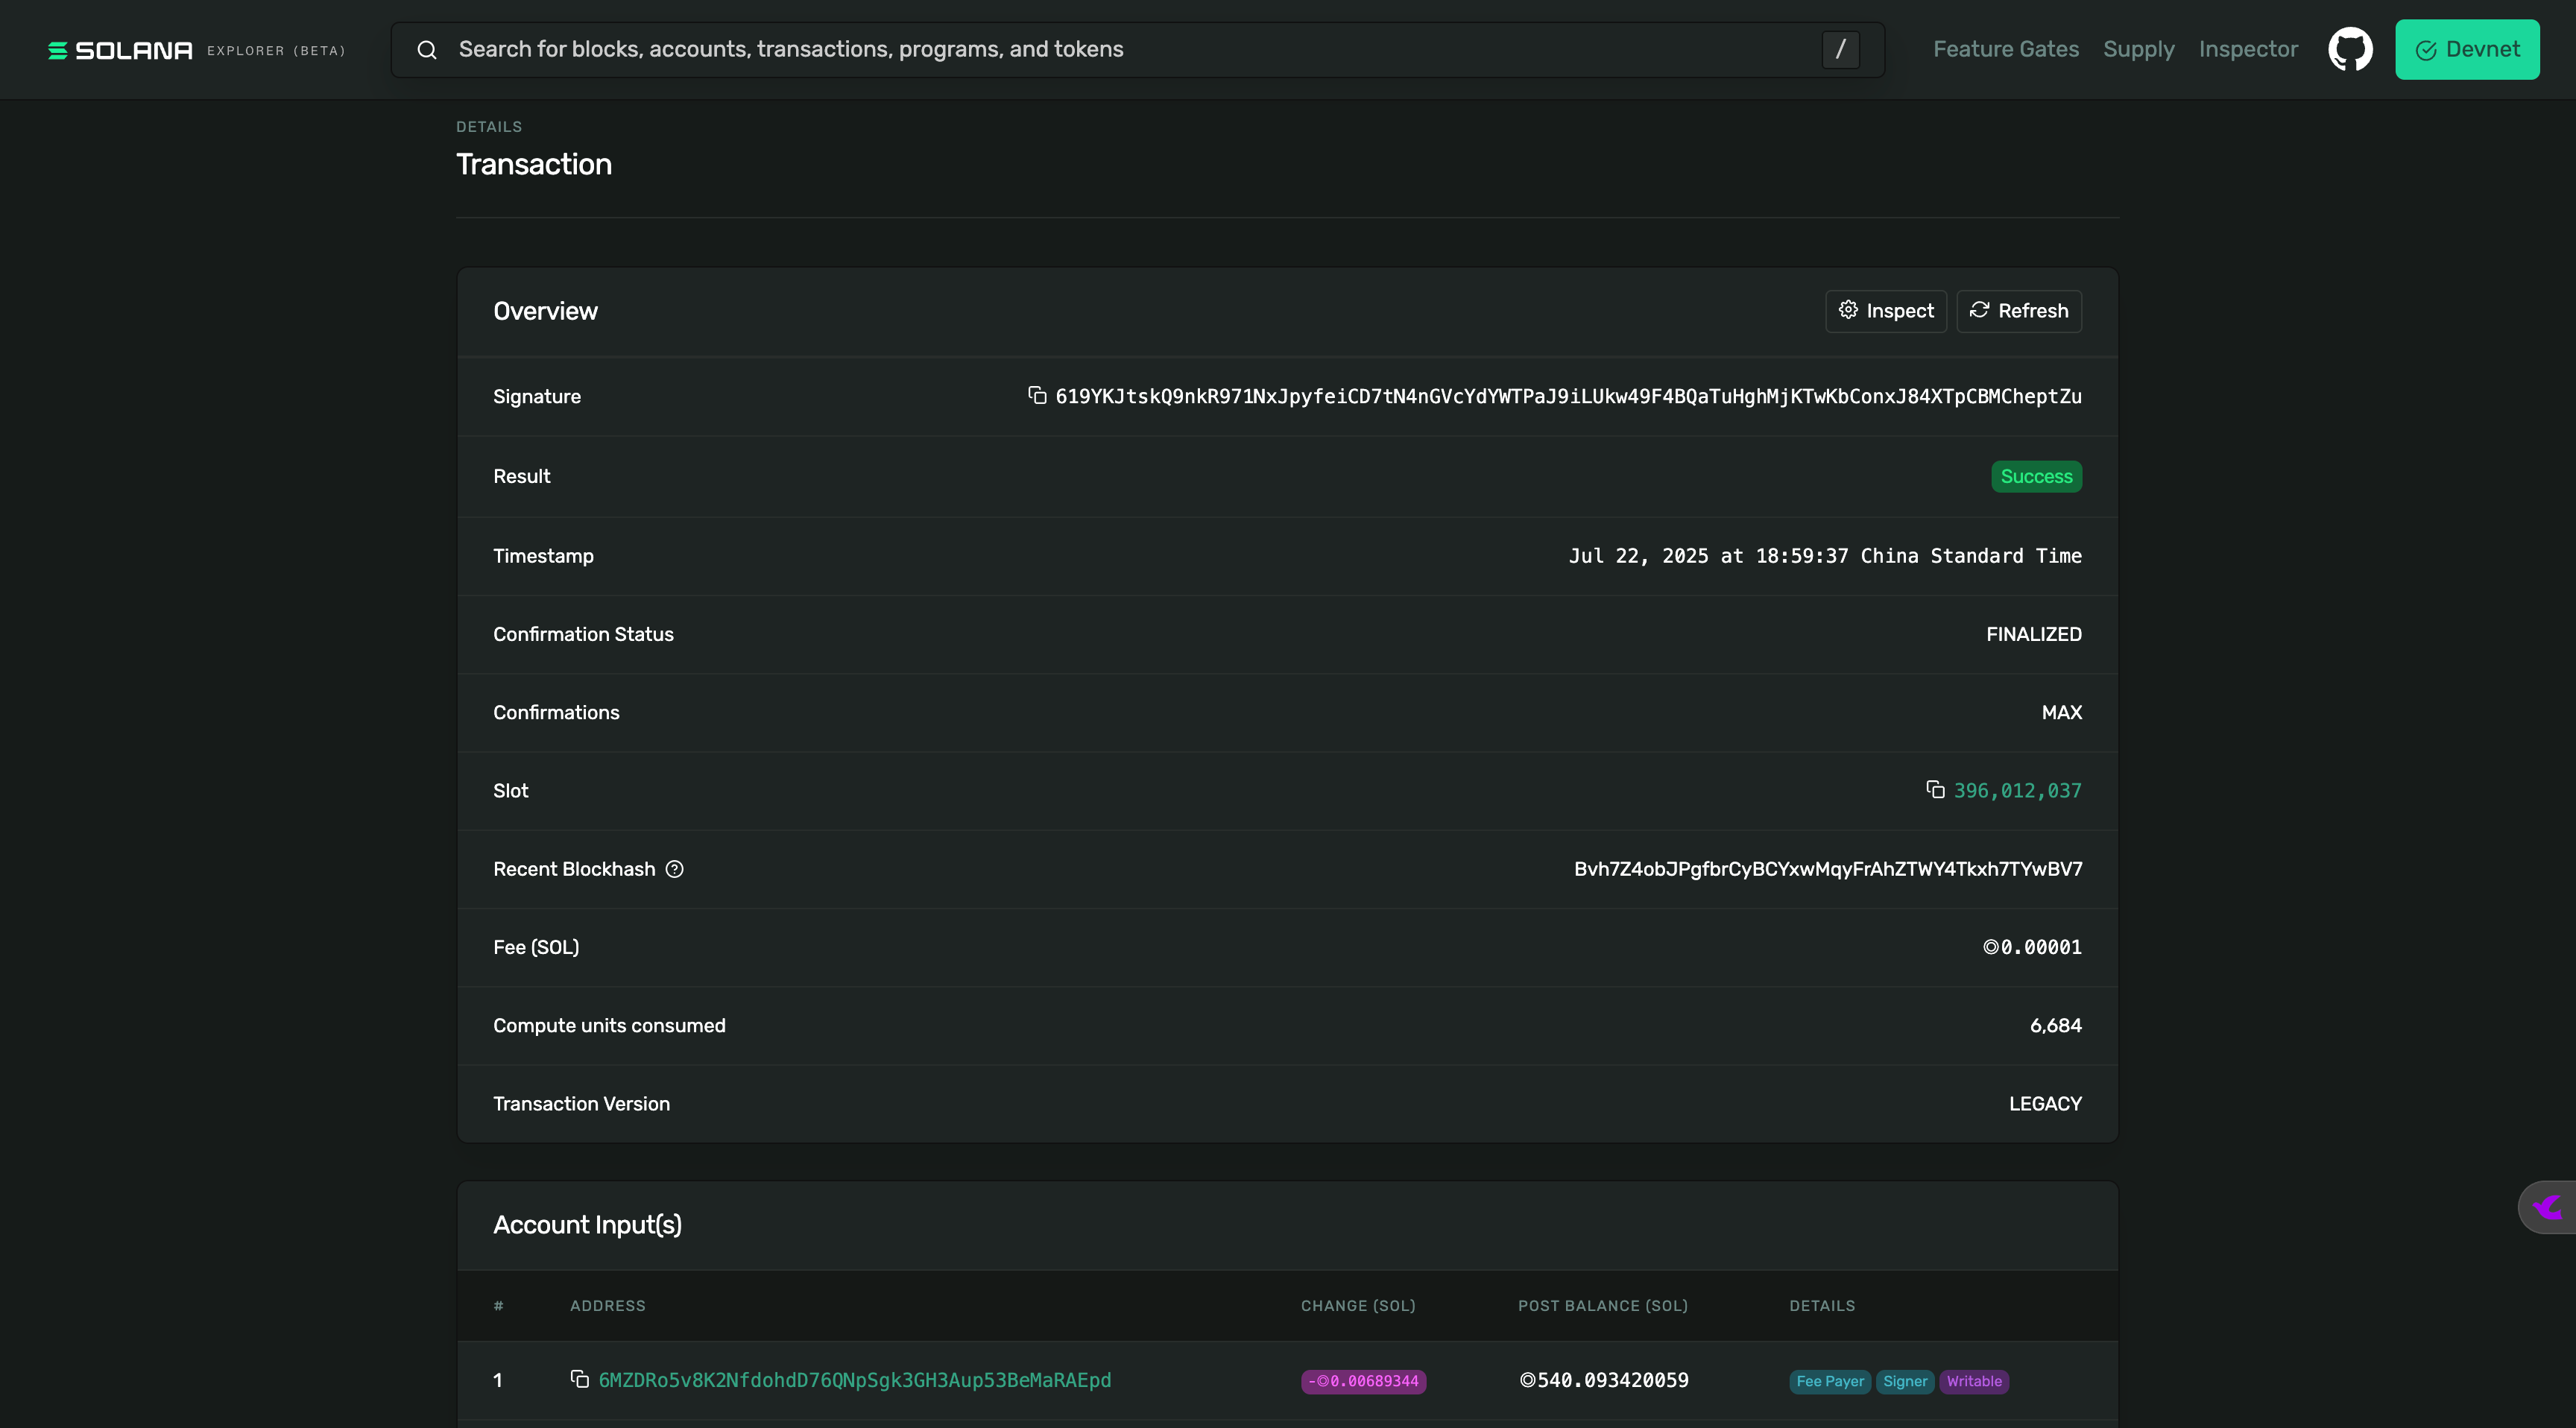 SOLANA EXPLORER (BETA)
Search for blocks, accounts, transactions, programs, and tokens
/
Feature Gates
Supply
Inspector
Devnet
DETAILS
Transaction
Overview
Inspect
Refresh
Signature 619YKJtskQ9nkR971NxJpyfeiCD7tN4nGVcYdYWTPaJ9iLUkw49F4BQaTuHghMjKTwKbConxJ84XTpCBMCheptZu
Result Success
Timestamp Jul 22, 2025 at 18:59:37 China Standard Time
Confirmation Status FINALIZED
Confirmations MAX
Slot 396,012,037
Recent Blockhash Bvh7Z4obJPgfbrCyBCYxwMqyFrAhZTWY4Tkxh7TYwBV7
Fee (SOL) ◎0.00001
Compute units consumed 6,684
Transaction Version LEGACY
Account Input(s)
# ADDRESS CHANGE (SOL) POST BALANCE (SOL) DETAILS
1 6MZDRo5v8K2NfdohdD76QNpSgk3GH3Aup53BeMaRAEpd -◎0.00689344 ◎540.093420059 Fee Payer Signer Writable